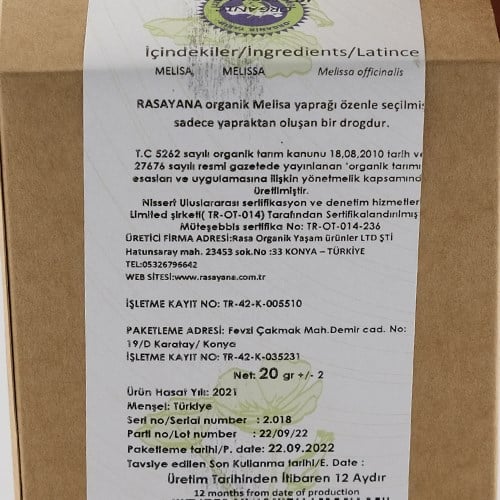 ORGANİK TARIM
İçindekiler/Ingredients/Latince
MELİSA, MELISSA Melissa officinalis
RASAYANA organik Melisa yaprağı özenle seçilmiş
sadece yapraktan oluşan bir drogdur.
T.C 5262 sayılı organik tarım kanunu 18,08,2010 tarih ve
27676 sayılı resmi gazetede yayınlanan "organik tarımı
esasları ve uygulamasına ilişkin yönetmelik kapsamında
üretilmiştir.
Nisseri Uluslararası sertifikasyon ve denetim hizmetler
Limited şirketi( TR-OT-014) Tarafından Sertifikalandırılmış
Müteşebbis sertifika No: TR-OT-014-236
ÜRETİCİ FİRMA ADRESİ:Rasa Organik Yaşam ürünler LTD ŞTİ
Hatunsaray mah. 23453 sok.No :33 KONYA – TÜRKİYE
TEL:05326796642
WEB SİTESİ:www.rasayana.com.tr
İŞLETME KAYIT NO: TR-42-K-005510
PAKETLEME ADRESİ: Fevzi Çakmak Mah.Demir cad. No:
19/D Karatay/ Konya
İŞLETME KAYIT NO: TR-42-K-035231
Net: 20 gr +/- 2
Ürün Hasat Yılı: 2021
Menşei: Türkiye
Seri no/Serial number : 2.018
Parti no/Lot number : 22/09/22
Paketleme tarihi/P. date: 22.09.2022
Tavsiye edilen Son Kullanma tarihi/E. Date :
Üretim Tarihinden İtibaren 12 Aydır
12 months from date of production